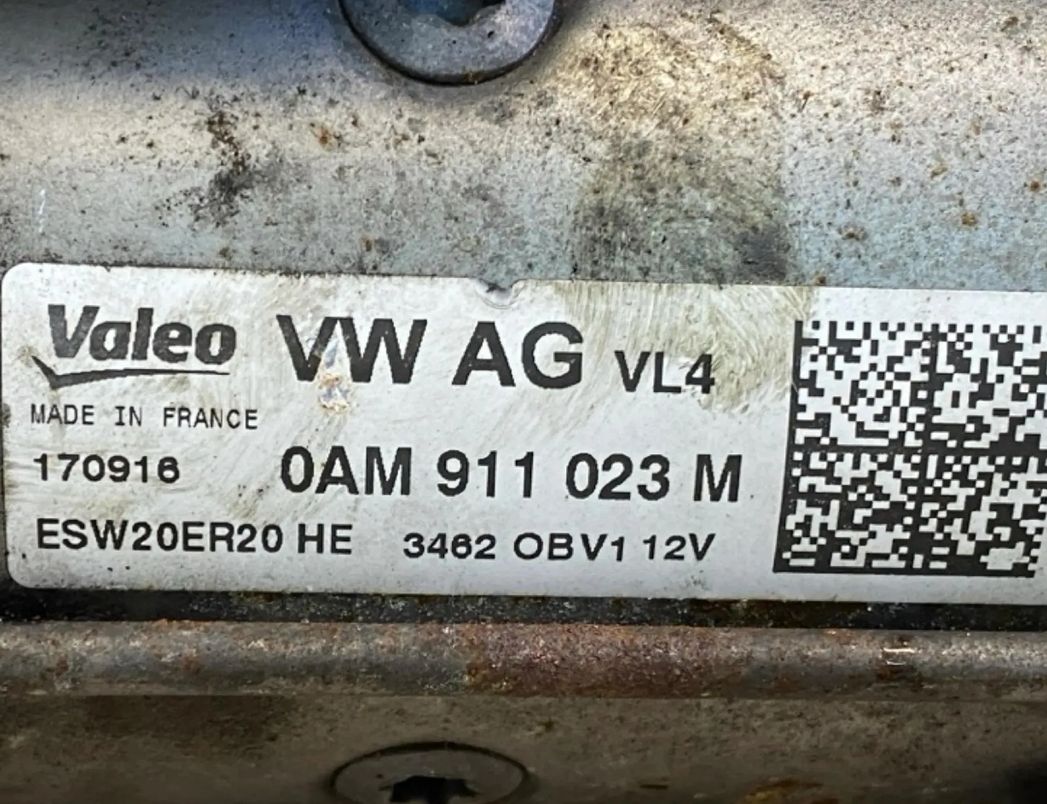 Valeo VW AG VL4
MADE IN FRANCE
170916 0AM 911 023 M
ESW20ER20 HE 3462 OBV1 12V